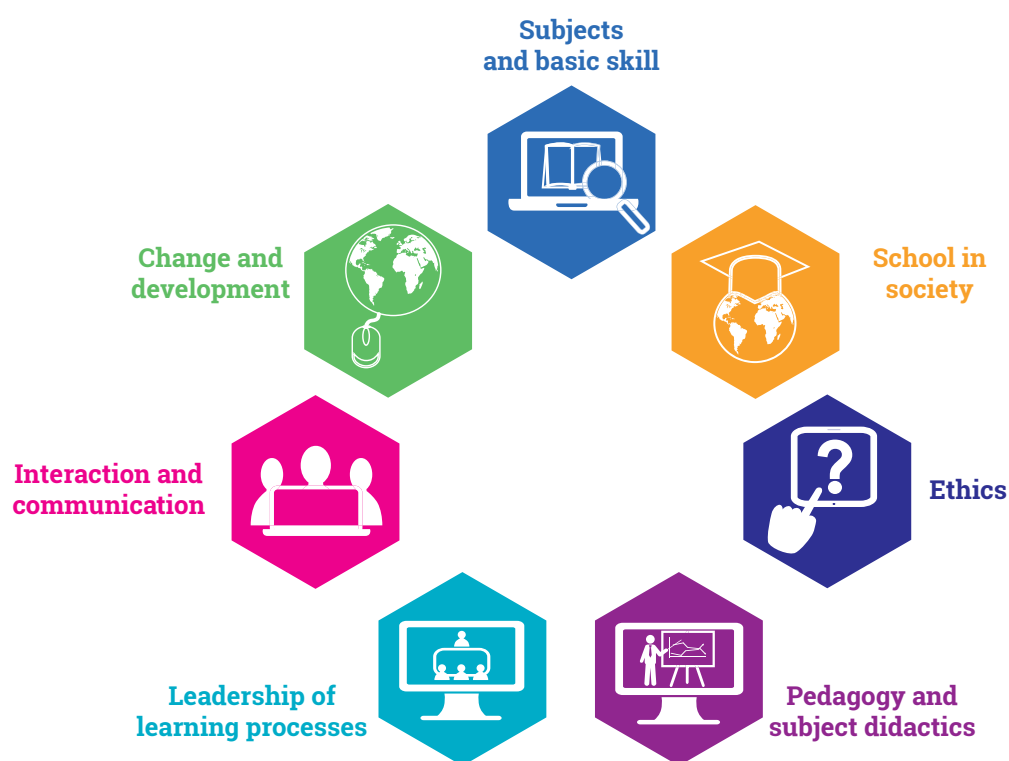 Subjects
and basic skill
Change and
development
School in
society
Interaction and
communication
Ethics
?
Leadership of
learning processes
Pedagogy and
subject didactics